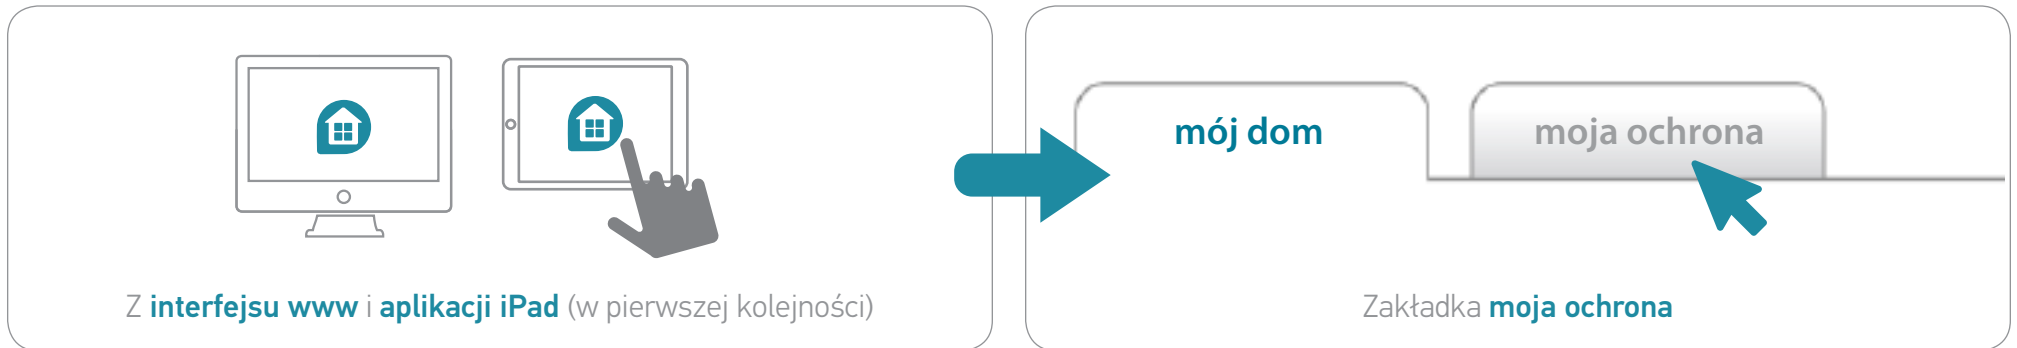 mój dom
moja ochrona
Z interfejsu www i aplikacji iPad (w pierwszej kolejności)
Zakładka moja ochrona